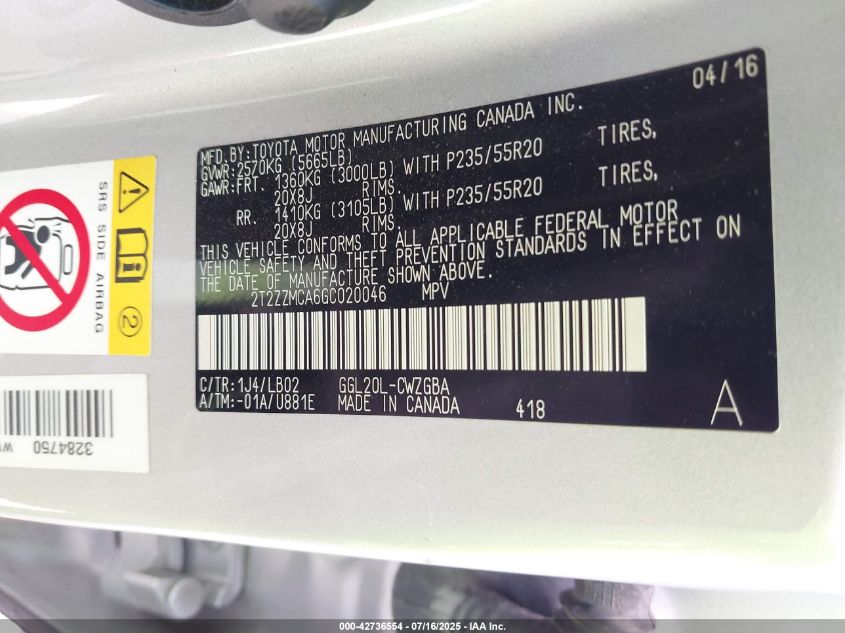 04/16
MFD.BY:TOYOTA MOTOR MANUFACTURING CANADA INC.
GVWR:2570KG (5665LB)
GAWR:FRT. 1360KG (3000LB) WITH P235/55R20 TIRES,
20X8J RIMS.
RR. 1410KG (3105LB) WITH P235/55R20 TIRES,
20X8J RIMS.
THIS VEHICLE CONFORMS TO ALL APPLICABLE FEDERAL MOTOR
VEHICLE SAFETY AND THEFT PREVENTION STANDARDS IN EFFECT ON
THE DATE OF MANUFACTURE SHOWN ABOVE.
2T2ZZMCA6GC020046 MPV
C/TR:1J4/LB02 GGL20L-CWZGBA
A/TM:-01A/U881E MADE IN CANADA 418 A
SRS SIDE AIRBAG
2
3284750
000-42736554 - 07/16/2025 - IAA Inc.